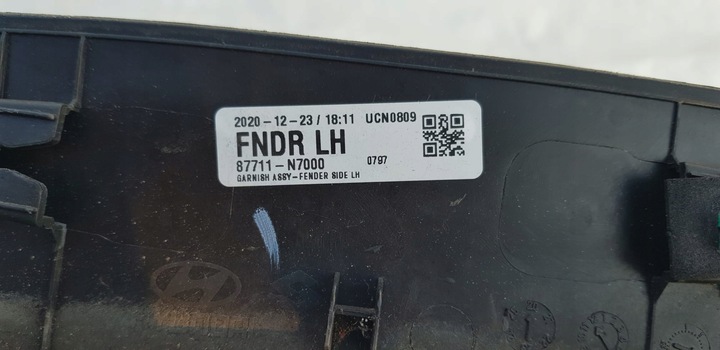 2020-12-23/18:11 UCN0809
FNDR LH
87711-N7000 0797
GARNISH ASSY-FENDER SIDE LH